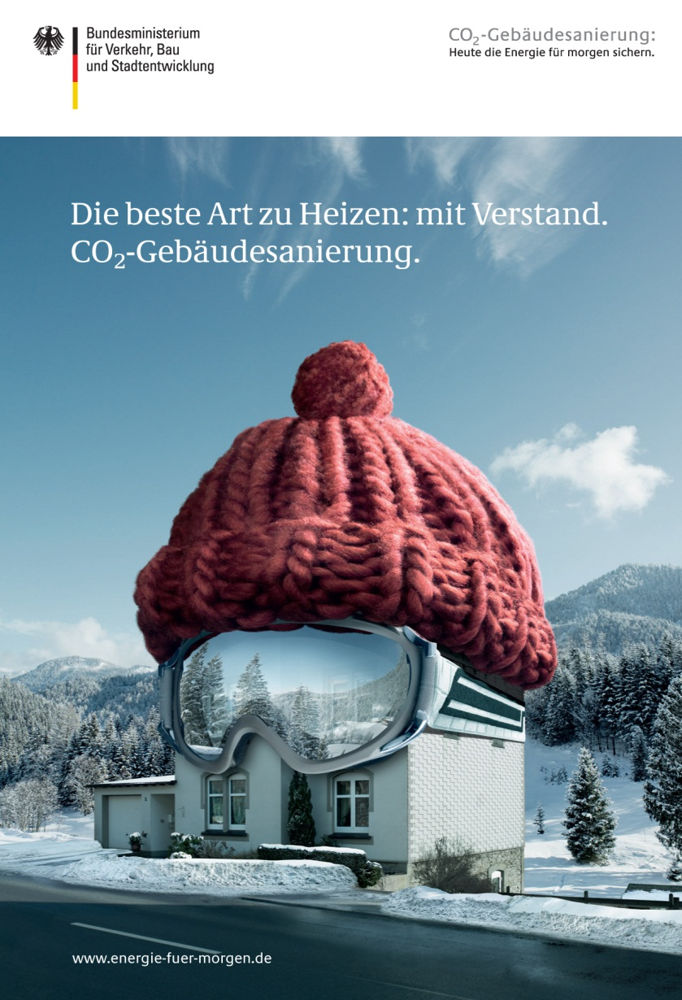 Bundesministerium
für Verkehr, Bau
und Stadtentwicklung
CO₂-Gebäudesanierung:
Heute die Energie für morgen sichern.
Die beste Art zu Heizen: mit Verstand.
CO₂-Gebäudesanierung.
www.energie-fuer-morgen.de